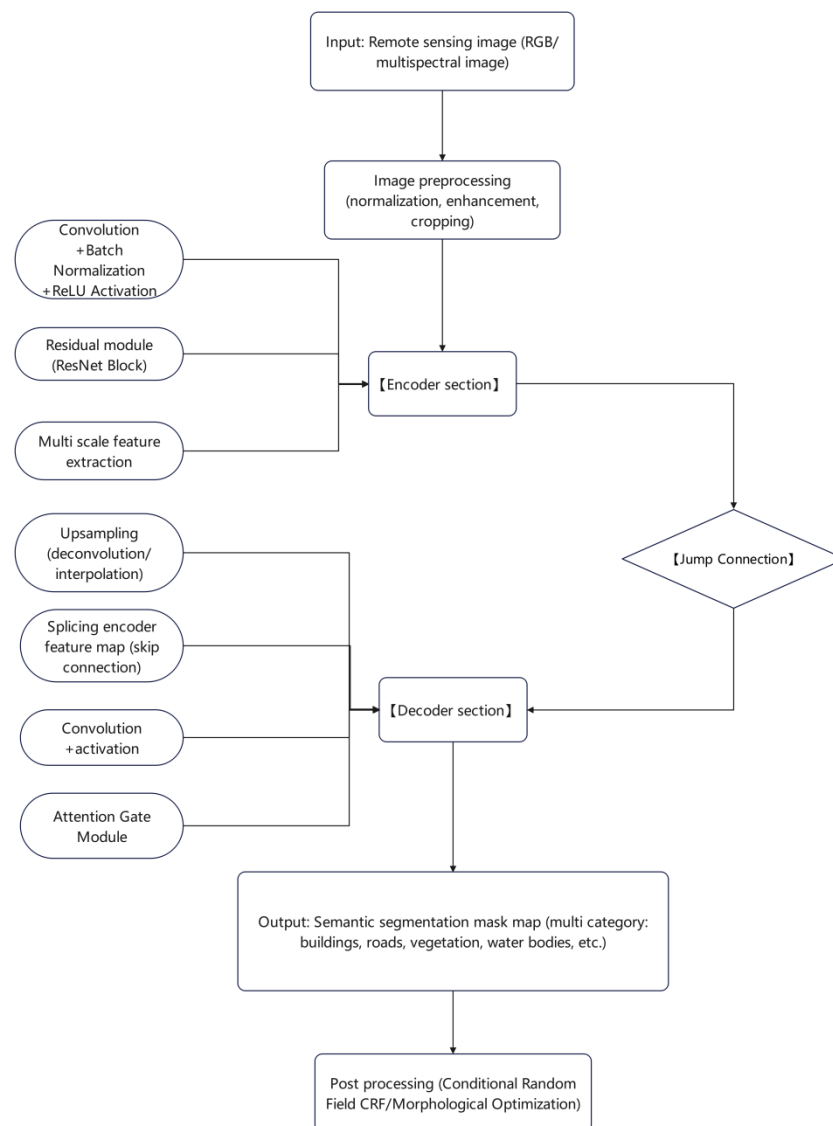 Input: Remote sensing image (RGB/
multispectral image)
Image preprocessing
(normalization, enhancement,
cropping)
Convolution
+Batch
Normalization
+ReLU Activation
Residual module
(ResNet Block)
【Encoder section】
Multi scale feature
extraction
Upsampling
(deconvolution/
interpolation)
【Jump Connection】
Splicing encoder
feature map (skip
connection)
【Decoder section】
Convolution
+activation
Attention Gate
Module
Output: Semantic segmentation mask map (multi category:
buildings, roads, vegetation, water bodies, etc.)
Post processing (Conditional Random
Field CRF/Morphological Optimization)